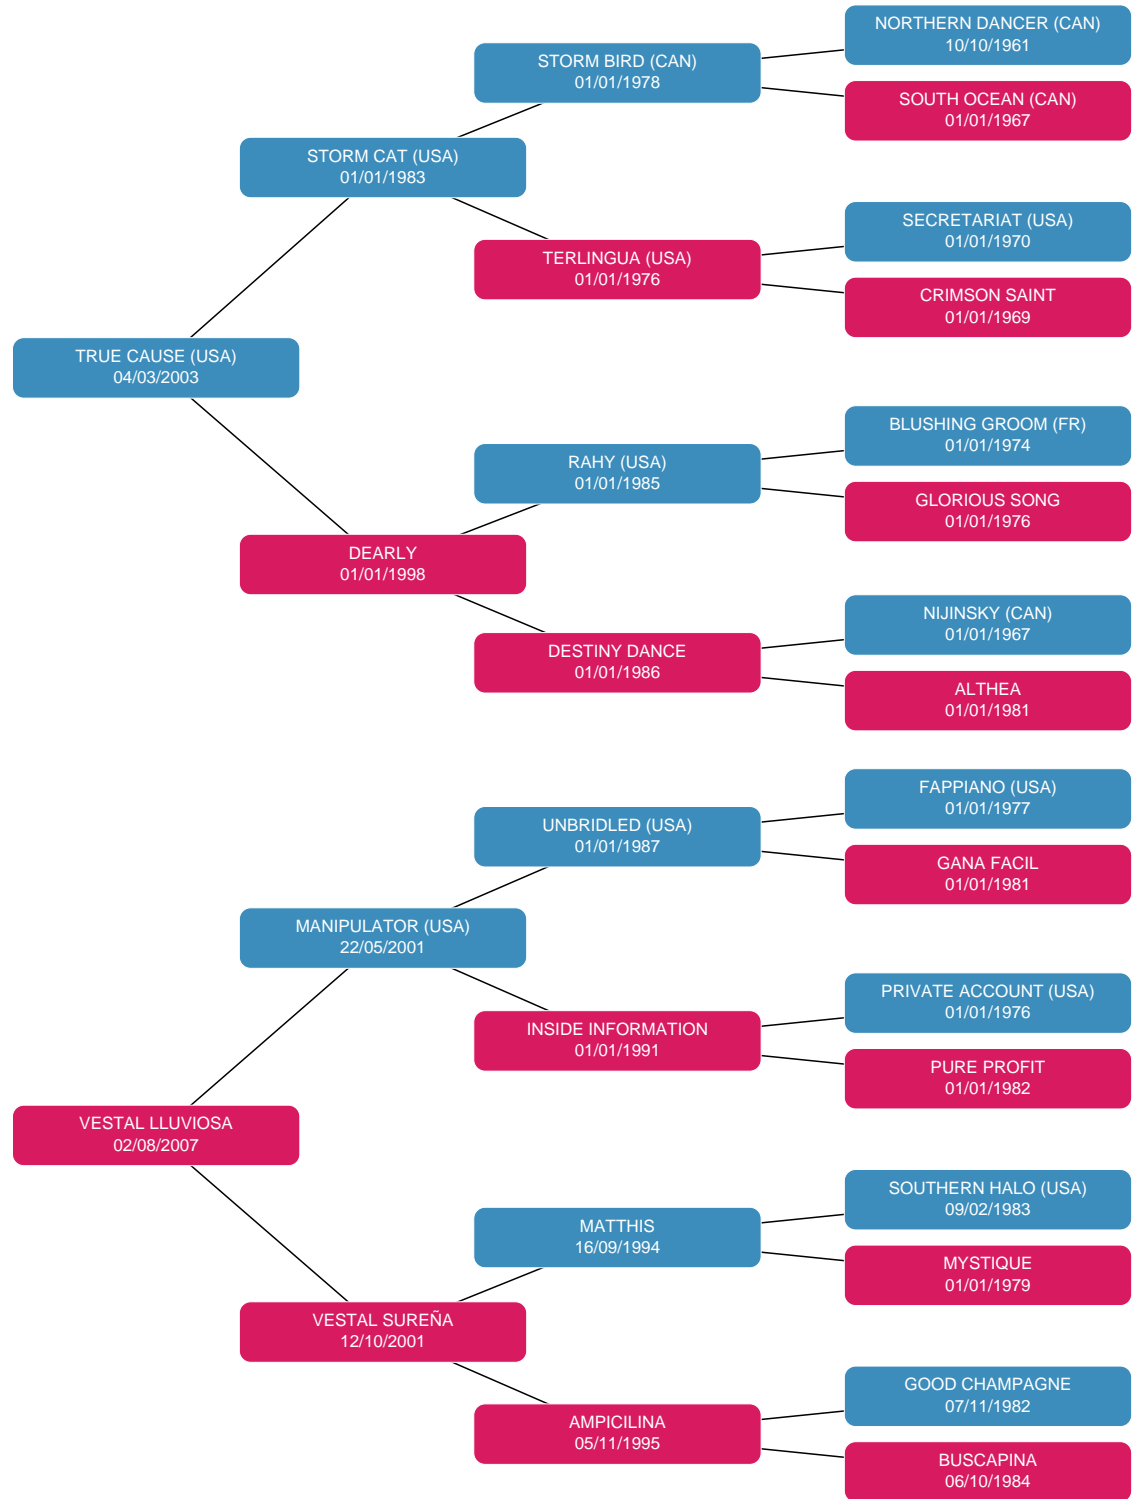 NORTHERN DANCER (CAN)
10/10/1961
STORM BIRD (CAN)
01/01/1978
SOUTH OCEAN (CAN)
01/01/1967
STORM CAT (USA)
01/01/1983
SECRETARIAT (USA)
01/01/1970
TERLINGUA (USA)
01/01/1976
CRIMSON SAINT
01/01/1969
TRUE CAUSE (USA)
04/03/2003
BLUSHING GROOM (FR)
01/01/1974
RAHY (USA)
01/01/1985
GLORIOUS SONG
01/01/1976
DEARLY
01/01/1998
NIJINSKY (CAN)
01/01/1967
DESTINY DANCE
01/01/1986
ALTHEA
01/01/1981
FAPPIANO (USA)
01/01/1977
UNBRIDLED (USA)
01/01/1987
GANA FACIL
01/01/1981
MANIPULATOR (USA)
22/05/2001
PRIVATE ACCOUNT (USA)
01/01/1976
INSIDE INFORMATION
01/01/1991
PURE PROFIT
01/01/1982
VESTAL LLUVIOSA
02/08/2007
SOUTHERN HALO (USA)
09/02/1983
MATTHIS
16/09/1994
MYSTIQUE
01/01/1979
VESTAL SUREÑA
12/10/2001
GOOD CHAMPAGNE
07/11/1982
AMPICILINA
05/11/1995
BUSCAPINA
06/10/1984